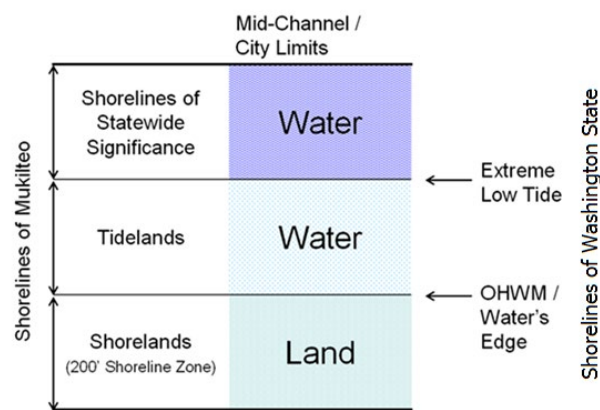 Mid-Channel /
City Limits
Shorelines of Mukilteo
Shorelines of
Statewide
Significance
Water
Extreme
Low Tide
Tidelands
Water
OHWM /
Water's
Edge
Shorelands
(200' Shoreline Zone)
Land
Shorelines of Washington State